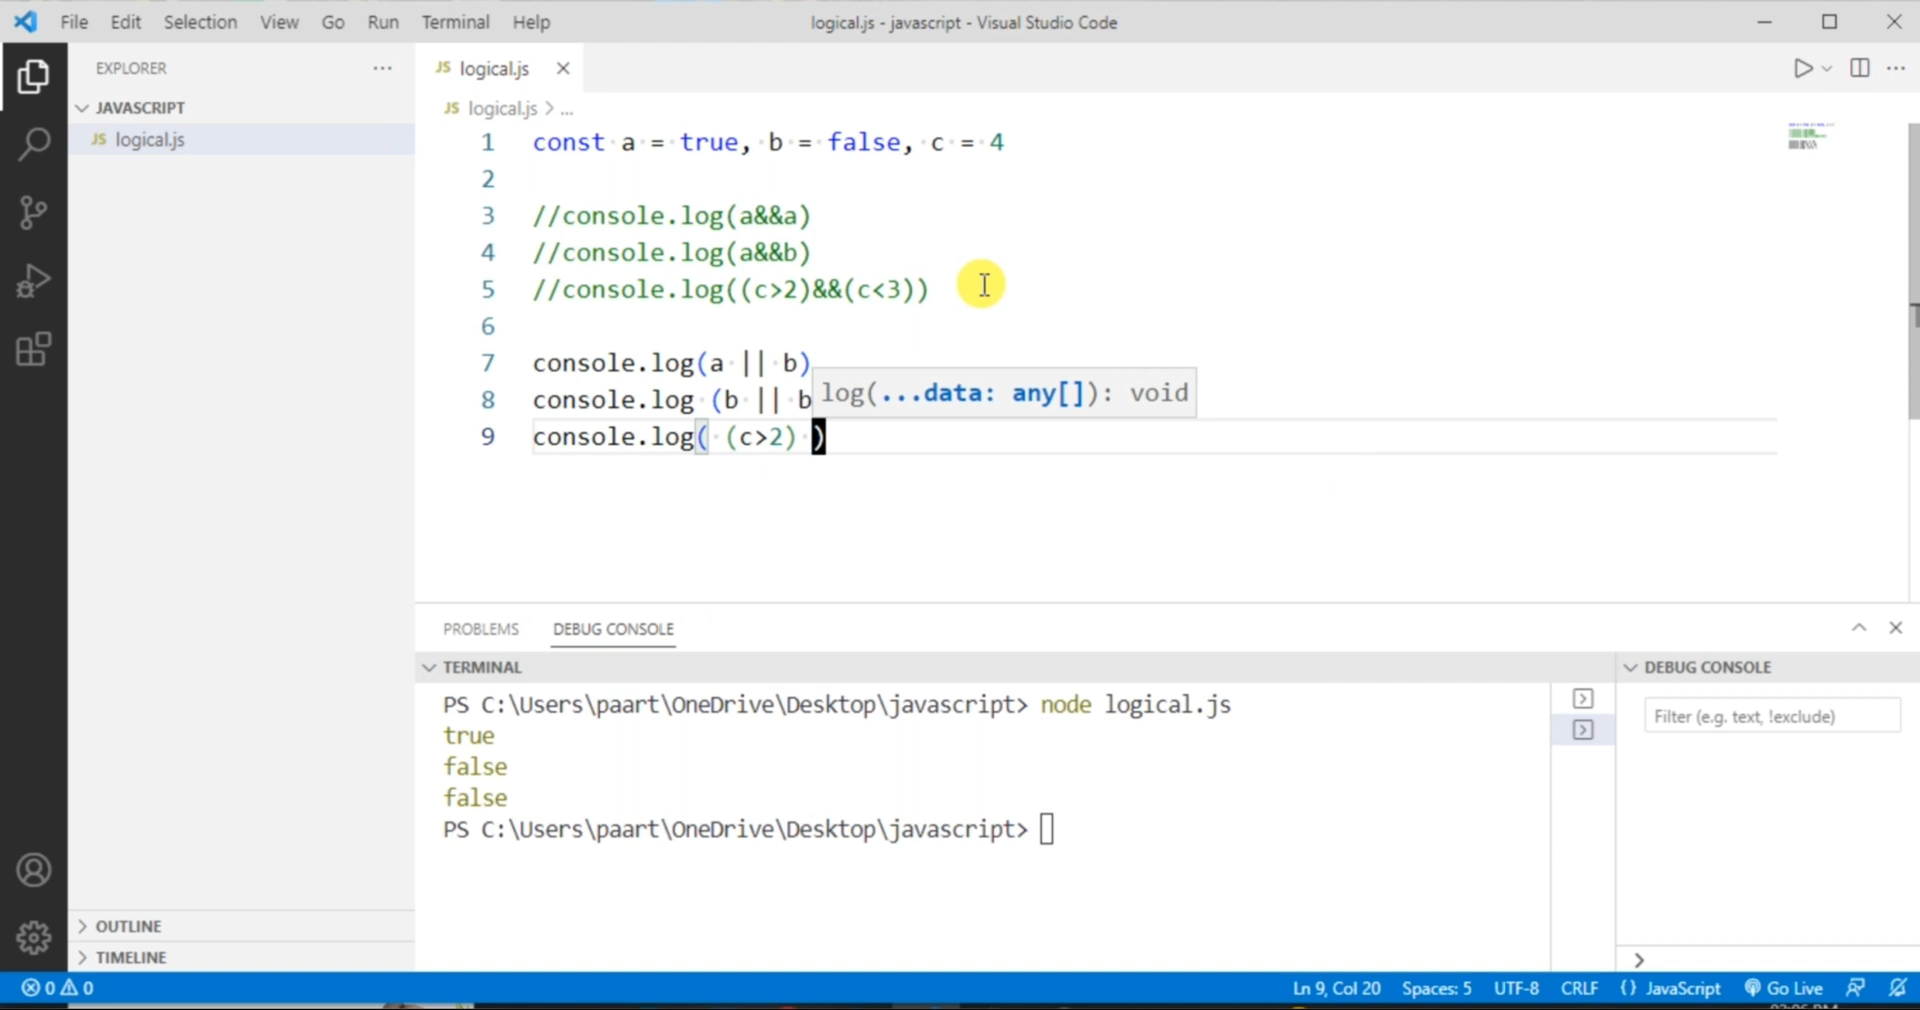 File Edit Selection View Go Run Terminal Help logical.js - javascript - Visual Studio Code
EXPLORER
JS logical.js
JAVASCRIPT
JS logical.js > ...
JS logical.js
1 const a = true, b = false, c = 4
2
3 //console.log(a&&a)
4 //console.log(a&&b)
5 //console.log((c>2)&&(c<3))
6
7 console.log(a || b)
log(...data: any[]): void
8 console.log (b || b
9 console.log( (c>2) )
PROBLEMS DEBUG CONSOLE
TERMINAL
PS C:\Users\paart\OneDrive\Desktop\javascript> node logical.js
true
false
false
PS C:\Users\paart\OneDrive\Desktop\javascript>
DEBUG CONSOLE
Filter (e.g. text, !exclude)
OUTLINE
TIMELINE
0 0 Ln 9, Col 20 Spaces: 5 UTF-8 CRLF {} JavaScript Go Live